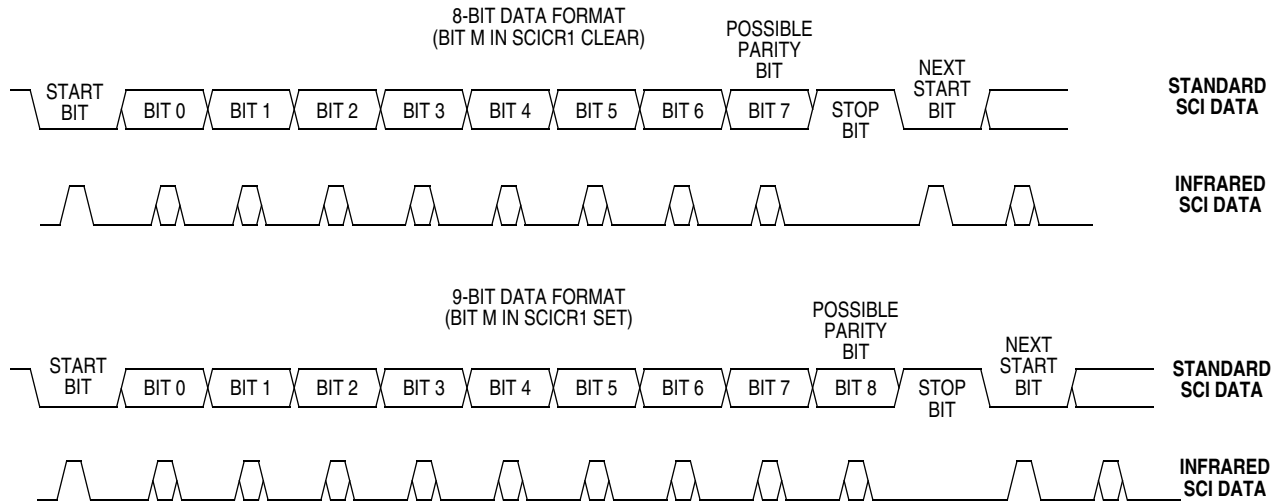 8-BIT DATA FORMAT
(BIT M IN SCICR1 CLEAR)
POSSIBLE
PARITY
BIT
START
BIT
BIT 0
BIT 1
BIT 2
BIT 3
BIT 4
BIT 5
BIT 6
BIT 7
STOP
BIT
NEXT
START
BIT
STANDARD
SCI DATA
INFRARED
SCI DATA
9-BIT DATA FORMAT
(BIT M IN SCICR1 SET)
POSSIBLE
PARITY
BIT
START
BIT
BIT 0
BIT 1
BIT 2
BIT 3
BIT 4
BIT 5
BIT 6
BIT 7
BIT 8
STOP
BIT
NEXT
START
BIT
STANDARD
SCI DATA
INFRARED
SCI DATA